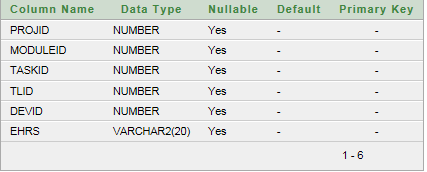 Column Name Data Type Nullable Default Primary Key
PROJID NUMBER Yes - -
MODULEID NUMBER Yes - -
TASKID NUMBER Yes - -
TLID NUMBER Yes - -
DEVID NUMBER Yes - -
EHRS VARCHAR2(20) Yes - -
1 - 6